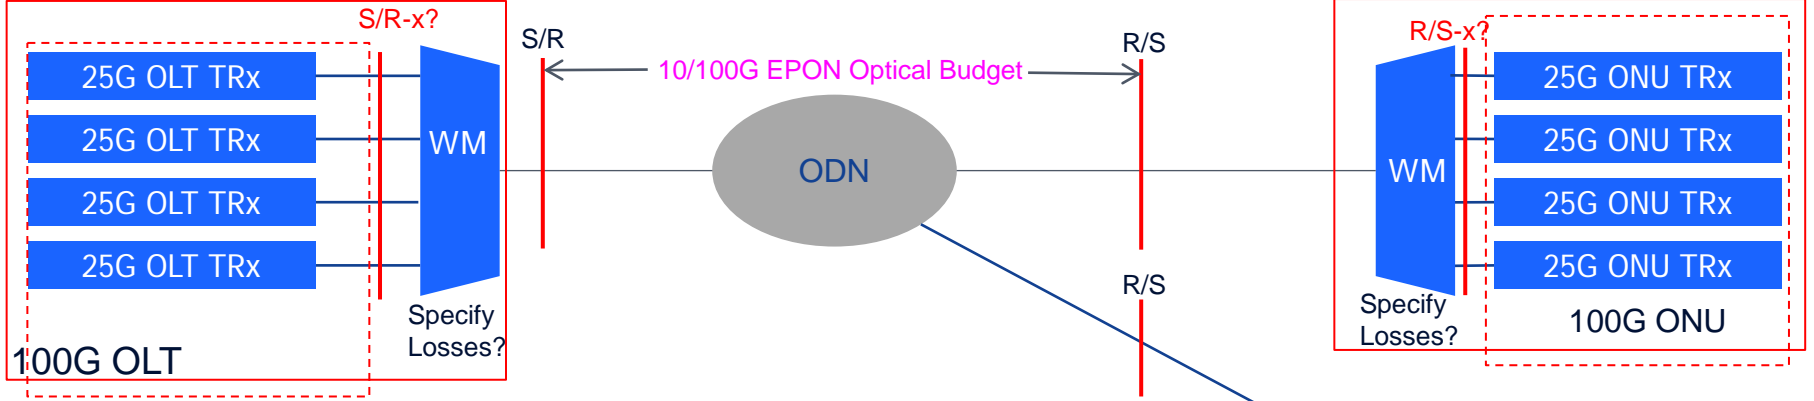 S/R-x?
25G OLT TRx
25G OLT TRx
25G OLT TRx
25G OLT TRx
WM
Specify
Losses?
100G OLT
S/R
10/100G EPON Optical Budget
R/S
ODN
R/S
R/S-x?
WM
25G ONU TRx
25G ONU TRx
25G ONU TRx
25G ONU TRx
Specify
Losses?
100G ONU